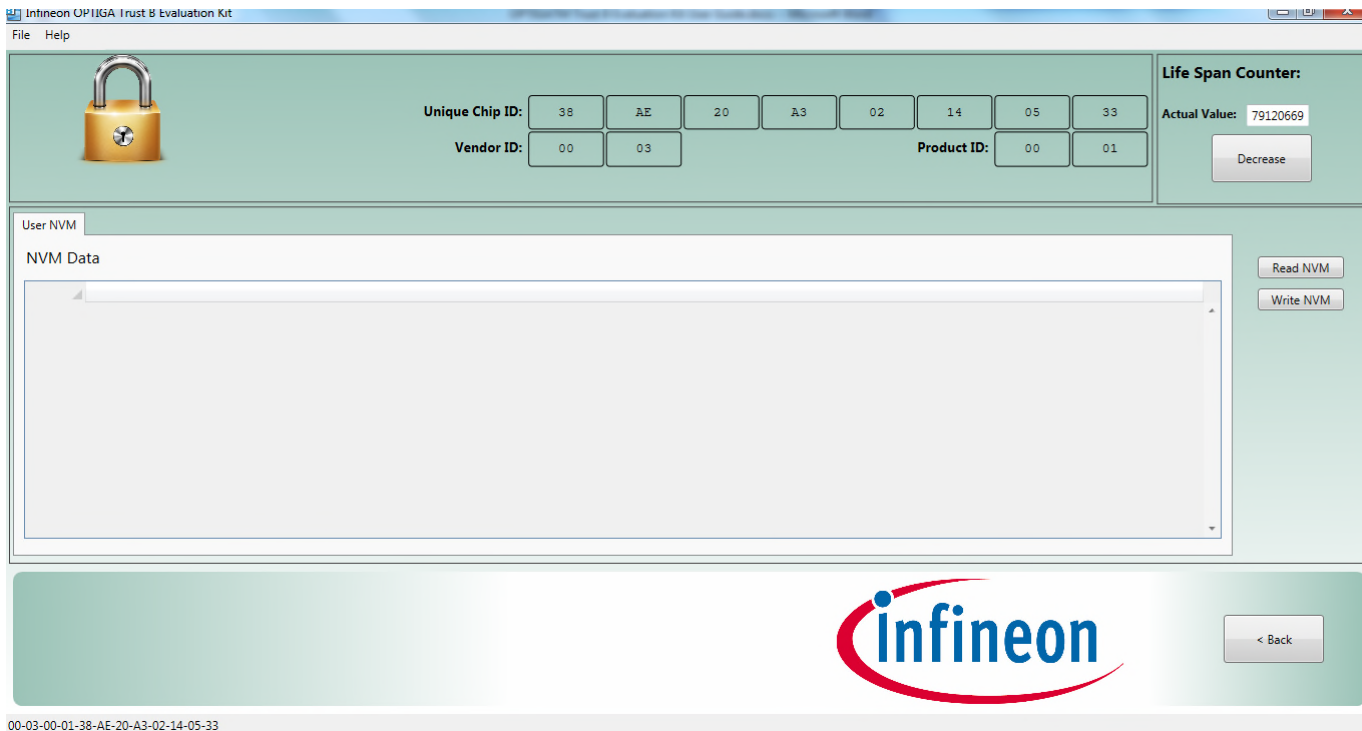 Infineon OPTIGA Trust B Evaluation Kit
File Help
Life Span Counter:
Unique Chip ID: 38 AE 20 A3 02 14 05 33
Actual Value: 79120669
Vendor ID: 00 03 Product ID: 00 01
Decrease
User NVM
NVM Data
Read NVM
Write NVM
infineon
< Back
00-03-00-01-38-AE-20-A3-02-14-05-33